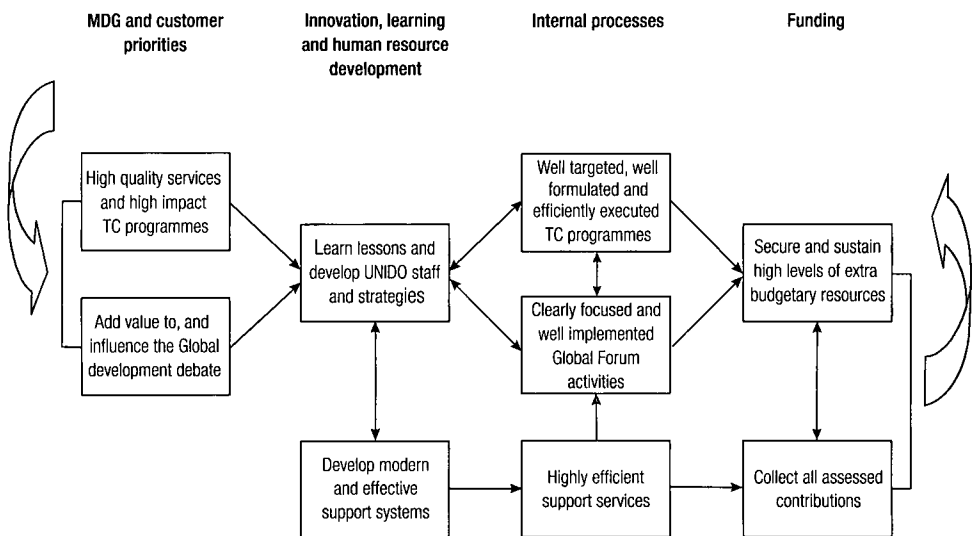 MDG and customer
priorities
Innovation, learning
and human resource
development
Internal processes
Funding
High quality services
and high impact
TC programmes
Add value to, and
influence the Global
development debate
Learn lessons and
develop UNIDO staff
and strategies
Develop modern
and effective
support systems
Well targeted, well
formulated and
efficiently executed
TC programmes
Clearly focused and
well implemented
Global Forum
activities
Highly efficient
support services
Secure and sustain
high levels of extra
budgetary resources
Collect all assessed
contributions